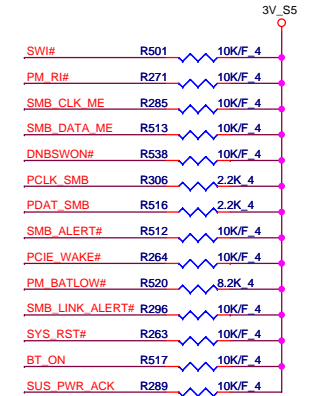 3V_S5
SWI# R501 10K/F_4
PM_RI# R271 10K/F_4
SMB_CLK_ME R285 10K/F_4
SMB_DATA_ME R513 10K/F_4
DNBSWON# R538 10K/F_4
PCLK_SMB R306 2.2K_4
PDAT_SMB R516 2.2K_4
SMB_ALERT# R512 10K/F_4
PCIE_WAKE# R264 10K/F_4
PM_BATLOW# R520 8.2K_4
SMB_LINK_ALERT# R296 10K/F_4
SYS_RST# R263 10K/F_4
BT_ON R517 10K/F_4
SUS_PWR_ACK R289 10K/F_4